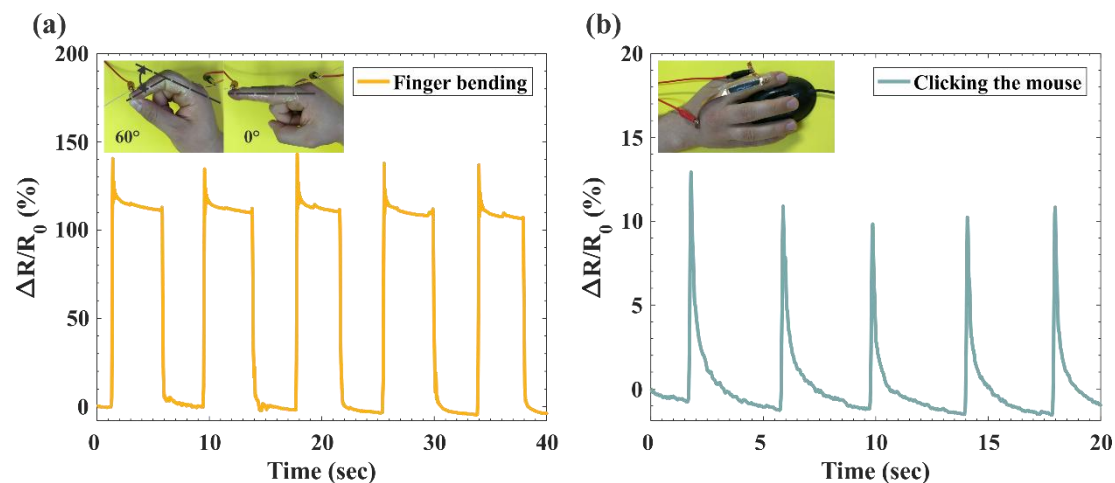 (a)
200
150
100
50
0
ΔR/R0 (%)
Finger bending
60°
0°
0
10
20
30
40
Time (sec)
(b)
20
15
10
5
0
ΔR/R0 (%)
Clicking the mouse
0
5
10
15
20
Time (sec)